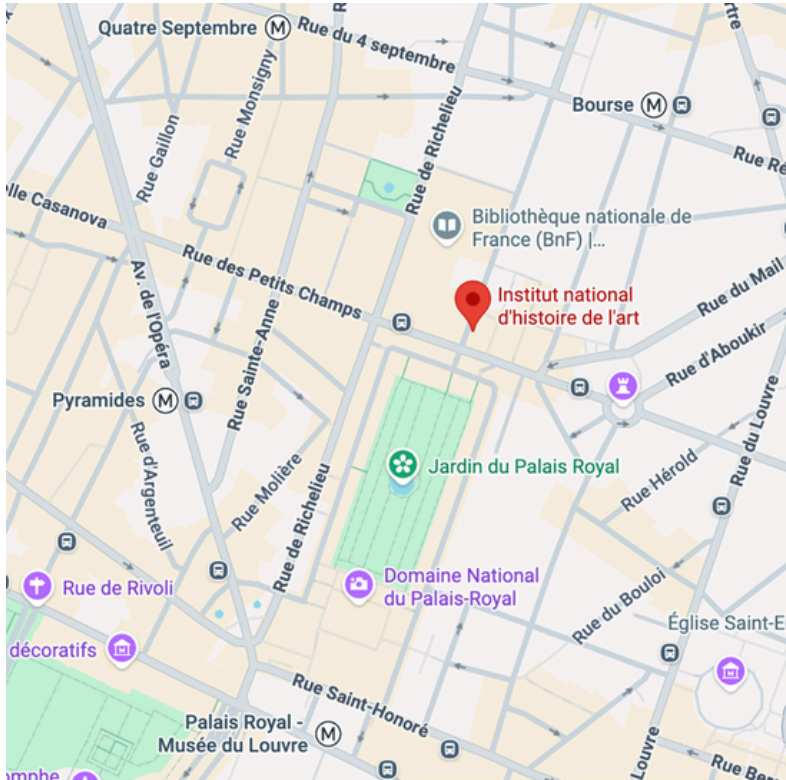 Quatre Septembre M
Rue du 4 septembre
Bourse M
Rue Ré
Rue Monsigny
Rue Gaillon
Rue de Richelieu
elle Casanova
Bibliothèque nationale de
France (BnF) |...
Rue des Petits Champs
Av. de l'Opéra
Institut national
d'histoire de l'art
Rue du Mail
Rue d'Aboukir
Rue Sainte-Anne
Pyramides M
Rue d'Argenteuil
Rue Molière
Rue de Richelieu
Jardin du Palais Royal
Rue Hérold
Rue du Louvre
Rue de Rivoli
Domaine National
du Palais-Royal
Rue du Bouloi
Église Saint-E
décoratifs
Rue Saint-Honoré
Palais Royal -
Musée du Louvre M
Louvre
Rue Ber
omphe